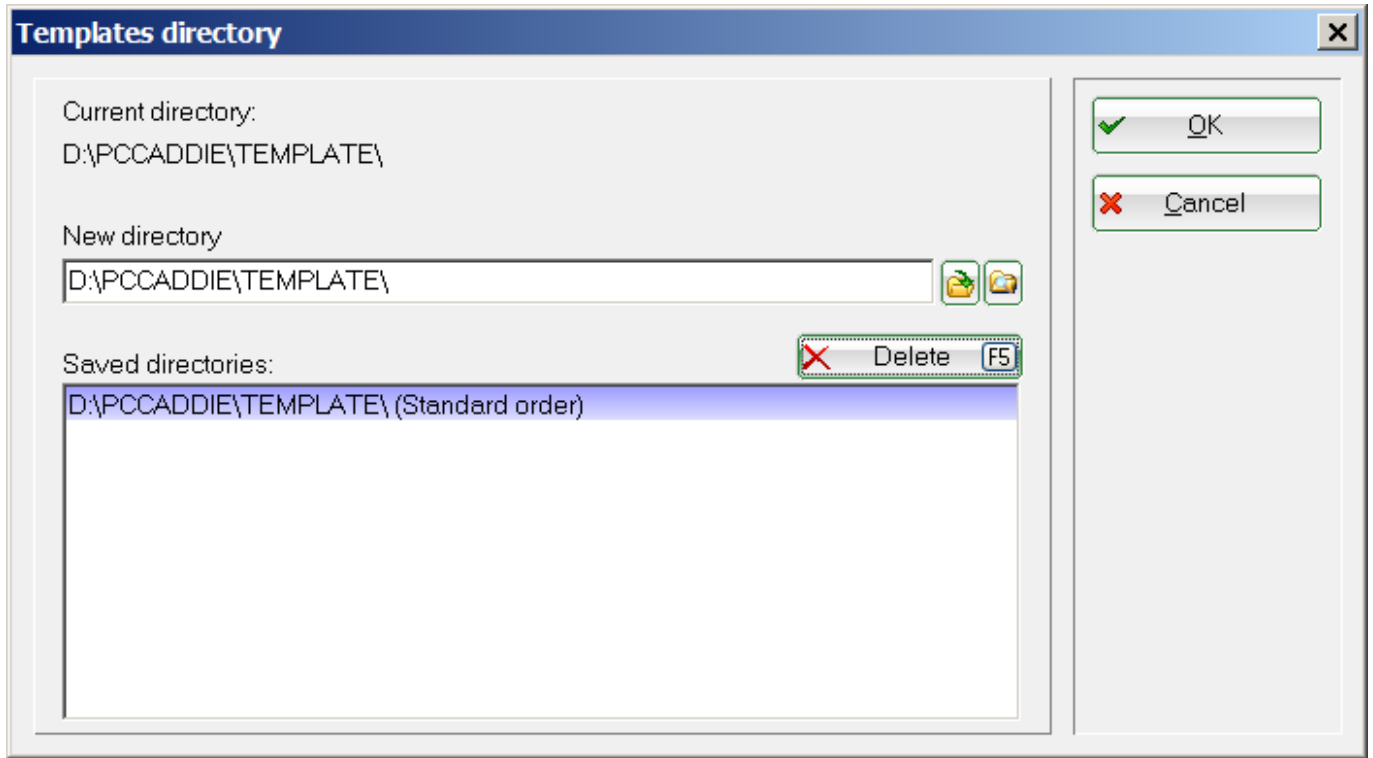 Templates directory
Current directory:
D:\PCCADDIE\TEMPLATE\
New directory
D:\PCCADDIE\TEMPLATE\
Saved directories:
Delete F5
D:\PCCADDIE\TEMPLATE\ (Standard order)
OK
Cancel